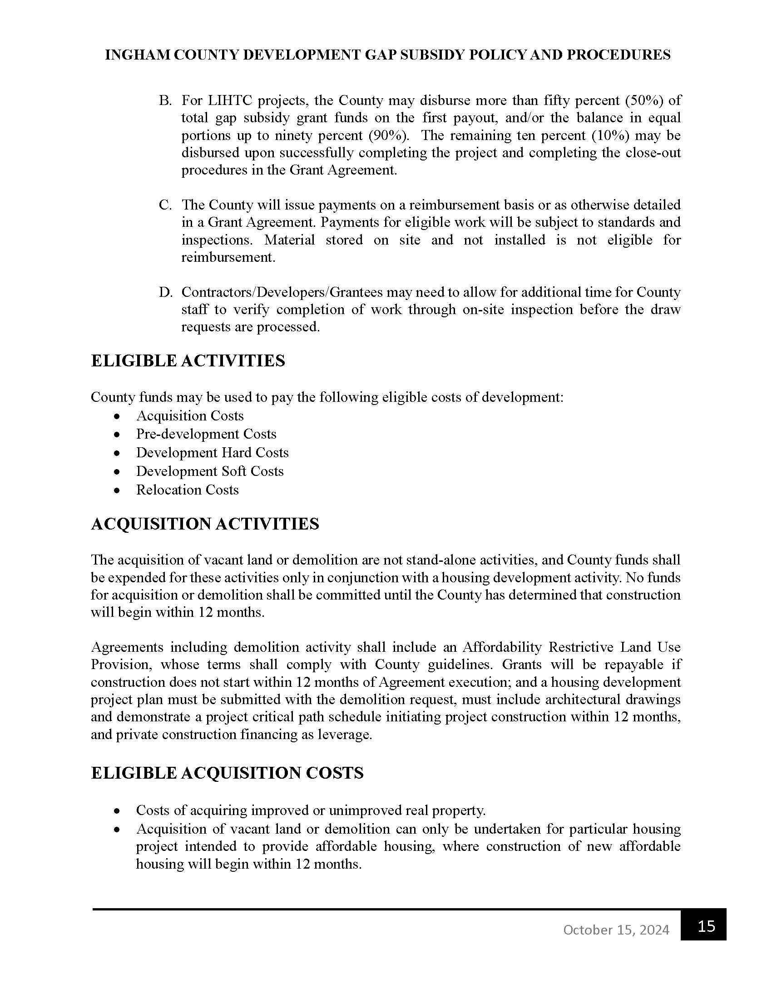 INGHAM COUNTY DEVELOPMENT GAP SUBSIDY POLICY AND PROCEDURES
B. For LIHTC projects, the County may disburse more than fifty percent (50%) of
total gap subsidy grant funds on the first payout, and/or the balance in equal
portions up to ninety percent (90%). The remaining ten percent (10%) may be
disbursed upon successfully completing the project and completing the close-out
procedures in the Grant Agreement.
C. The County will issue payments on a reimbursement basis or as otherwise detailed
in a Grant Agreement. Payments for eligible work will be subject to standards and
inspections. Material stored on site and not installed is not eligible for
reimbursement.
D. Contractors/Developers/Grantees may need to allow for additional time for County
staff to verify completion of work through on-site inspection before the draw
requests are processed.
ELIGIBLE ACTIVITIES
County funds may be used to pay the following eligible costs of development:
• Acquisition Costs
• Pre-development Costs
• Development Hard Costs
• Development Soft Costs
• Relocation Costs
ACQUISITION ACTIVITIES
The acquisition of vacant land or demolition are not stand-alone activities, and County funds shall
be expended for these activities only in conjunction with a housing development activity. No funds
for acquisition or demolition shall be committed until the County has determined that construction
will begin within 12 months.
Agreements including demolition activity shall include an Affordability Restrictive Land Use
Provision, whose terms shall comply with County guidelines. Grants will be repayable if
construction does not start within 12 months of Agreement execution; and a housing development
project plan must be submitted with the demolition request, must include architectural drawings
and demonstrate a project critical path schedule initiating project construction within 12 months,
and private construction financing as leverage.
ELIGIBLE ACQUISITION COSTS
• Costs of acquiring improved or unimproved real property.
• Acquisition of vacant land or demolition can only be undertaken for particular housing
project intended to provide affordable housing, where construction of new affordable
housing will begin within 12 months.
October 15, 2024 15